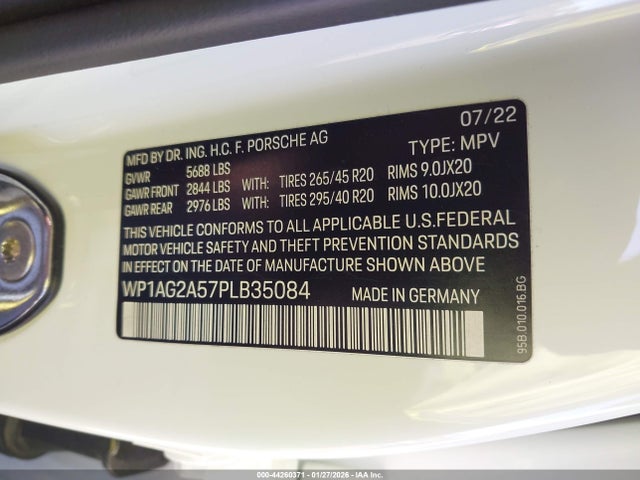 07/22
MFD BY DR. ING. H.C. F. PORSCHE AG
TYPE: MPV
GVWR 5688 LBS
GAWR FRONT 2844 LBS WITH: TIRES 265/45 R20 RIMS 9.0JX20
GAWR REAR 2976 LBS WITH: TIRES 295/40 R20 RIMS 10.0JX20
THIS VEHICLE CONFORMS TO ALL APPLICABLE U.S.FEDERAL
MOTOR VEHICLE SAFETY AND THEFT PREVENTION STANDARDS
IN EFFECT ON THE DATE OF MANUFACTURE SHOWN ABOVE
WP1AG2A57PLB35084 MADE IN GERMANY
95B.010.016.BG
000-44260371 | 01/27/2026 | IAA Inc.